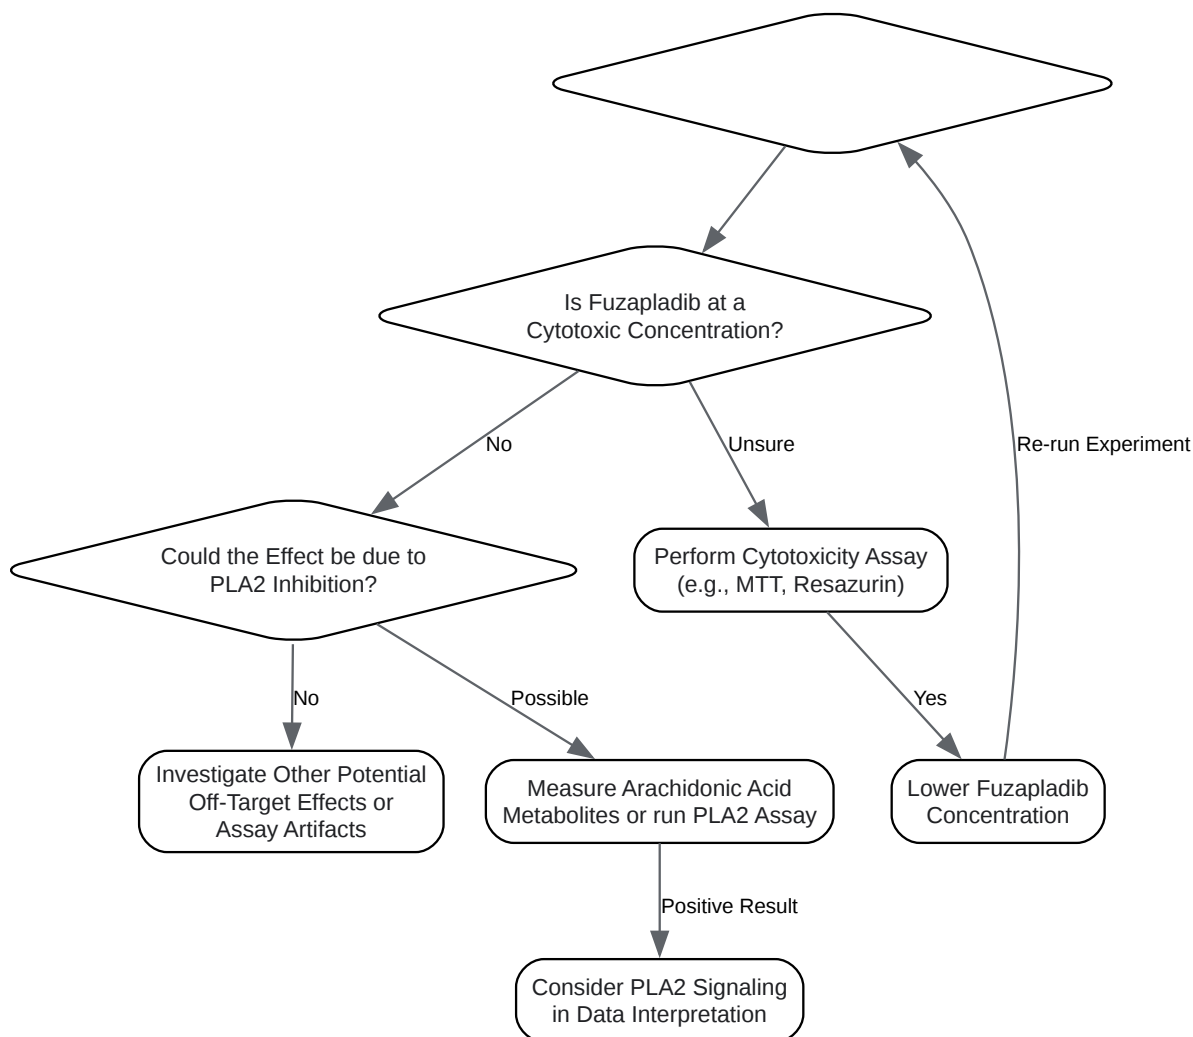 Is Fuzapladib at a
Cytotoxic Concentration?
No
Unsure
Re-run Experiment
Could the Effect be due to
PLA2 Inhibition?
Perform Cytotoxicity Assay
(e.g., MTT, Resazurin)
No
Possible
Yes
Investigate Other Potential
Off-Target Effects or
Assay Artifacts
Measure Arachidonic Acid
Metabolites or run PLA2 Assay
Lower Fuzapladib
Concentration
Positive Result
Consider PLA2 Signaling
in Data Interpretation